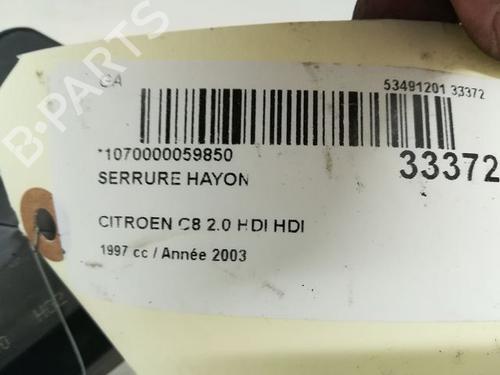 GA
53491201 33372
*1070000059850
33372
SERRURE HAYON
CITROEN C8 2.0 HDI HDI
1997 cc / Année 2003
B-PARTS